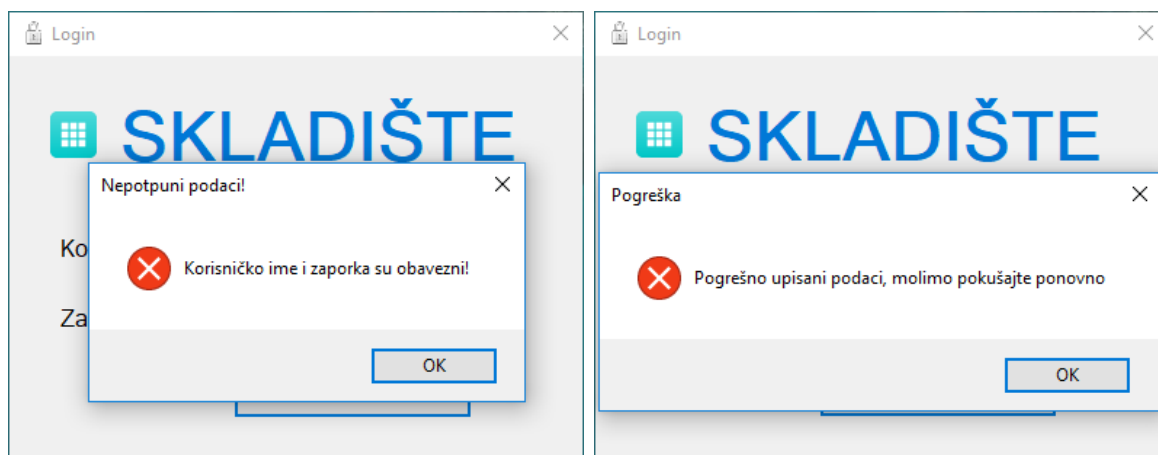 Login
SKLADIŠTE
Nepotpuni podaci!
Ko
Korisničko ime i zaporka su obavezni!
Za
OK
Login
SKLADIŠTE
Pogreška
Pogrešno upisani podaci, molimo pokušajte ponovno
OK